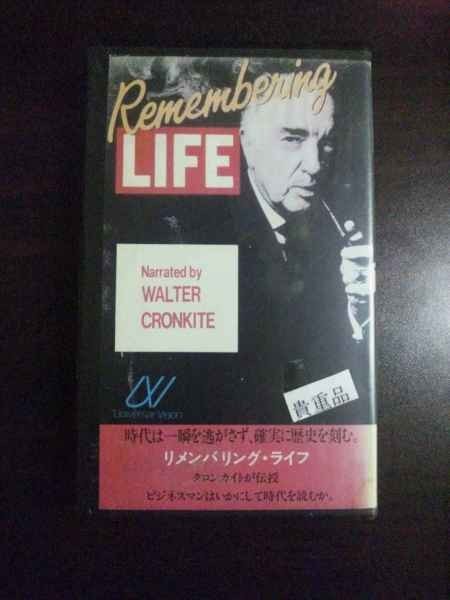 Remembering
LIFE
Narrated by
WALTER
CRONKITE
Universal Vision
貴重品
時代は一瞬を逃がさず、確実に歴史を刻む。
リメンバリング・ライフ
クロンカイトが伝授
ビジネスマンはいかにして時代を読むか。